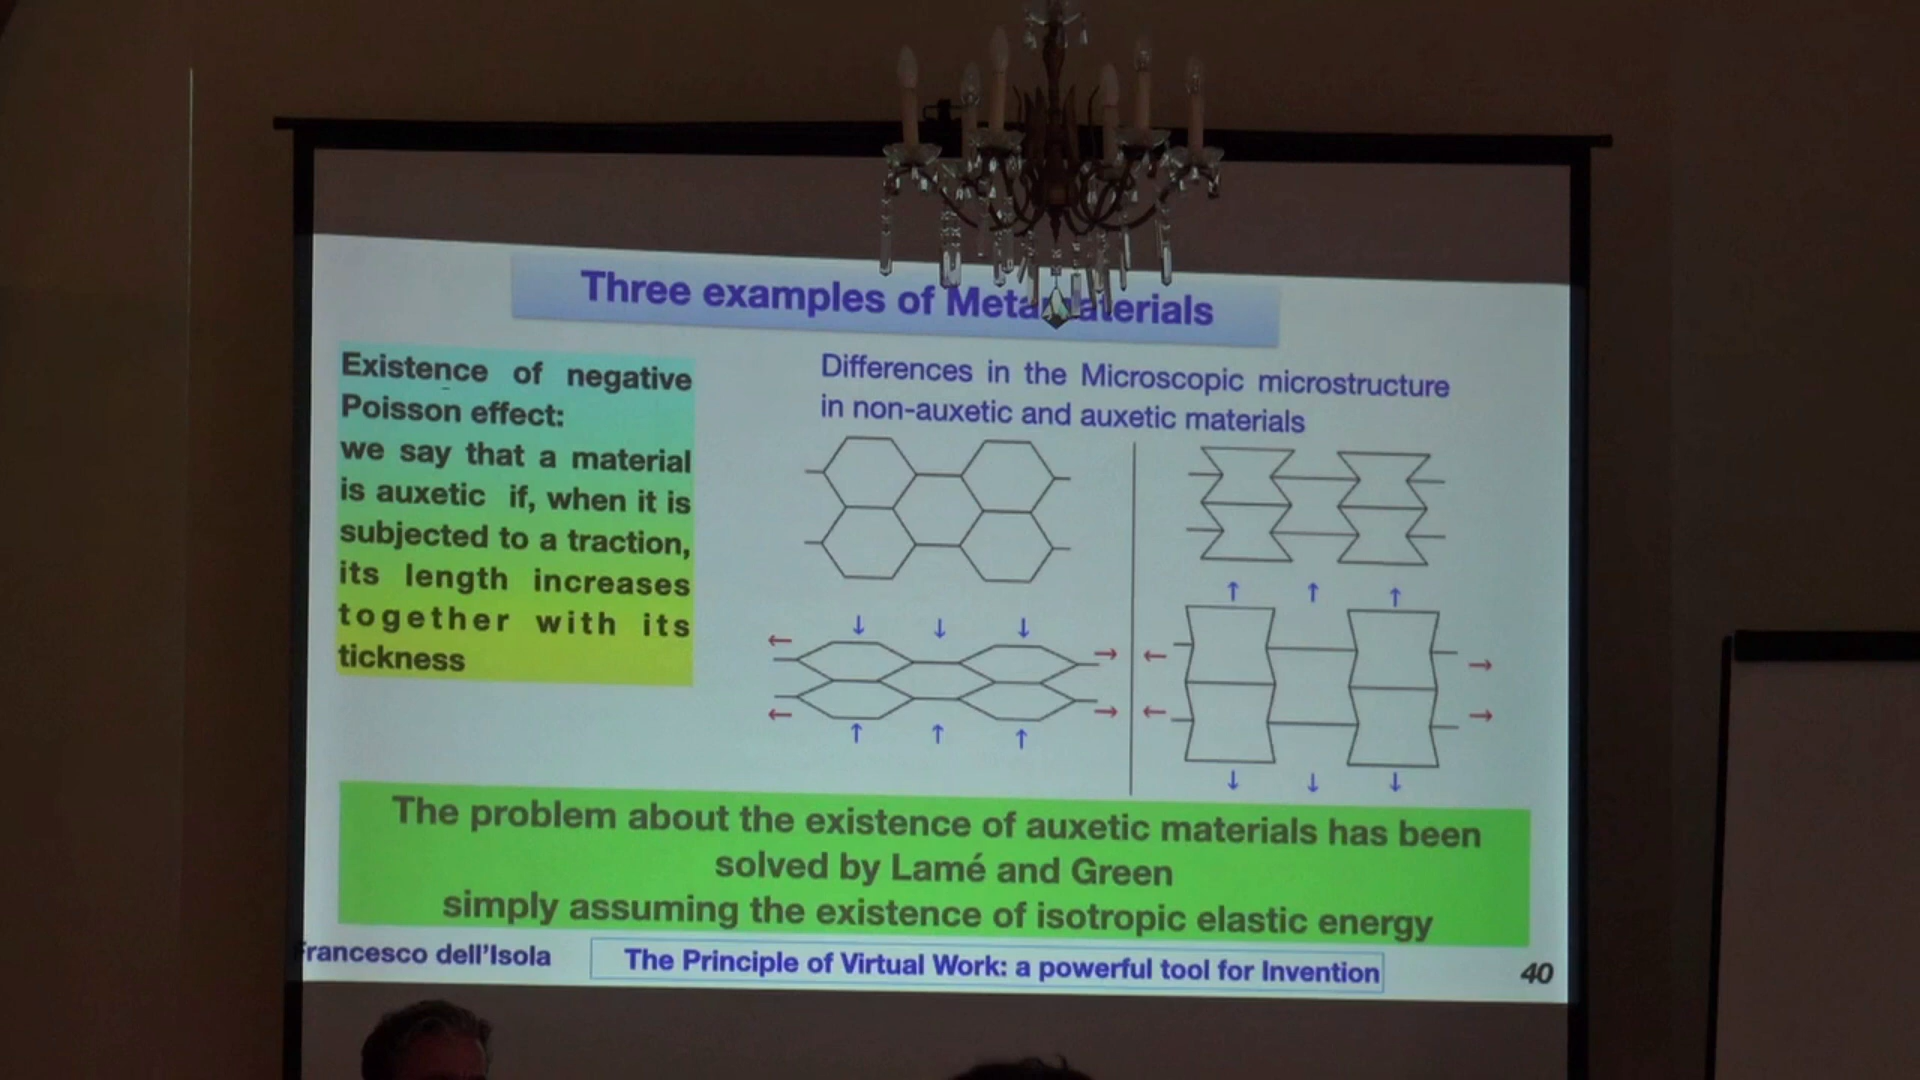 Three examples of Metamaterials
Existence of negative
Poisson effect:
we say that a material
is auxetic if, when it is
subjected to a traction,
its length increases
together with its
tickness
Differences in the Microscopic microstructure
in non-auxetic and auxetic materials
The problem about the existence of auxetic materials has been
solved by Lamé and Green
simply assuming the existence of isotropic elastic energy
Francesco dell'Isola
The Principle of Virtual Work: a powerful tool for Invention
40